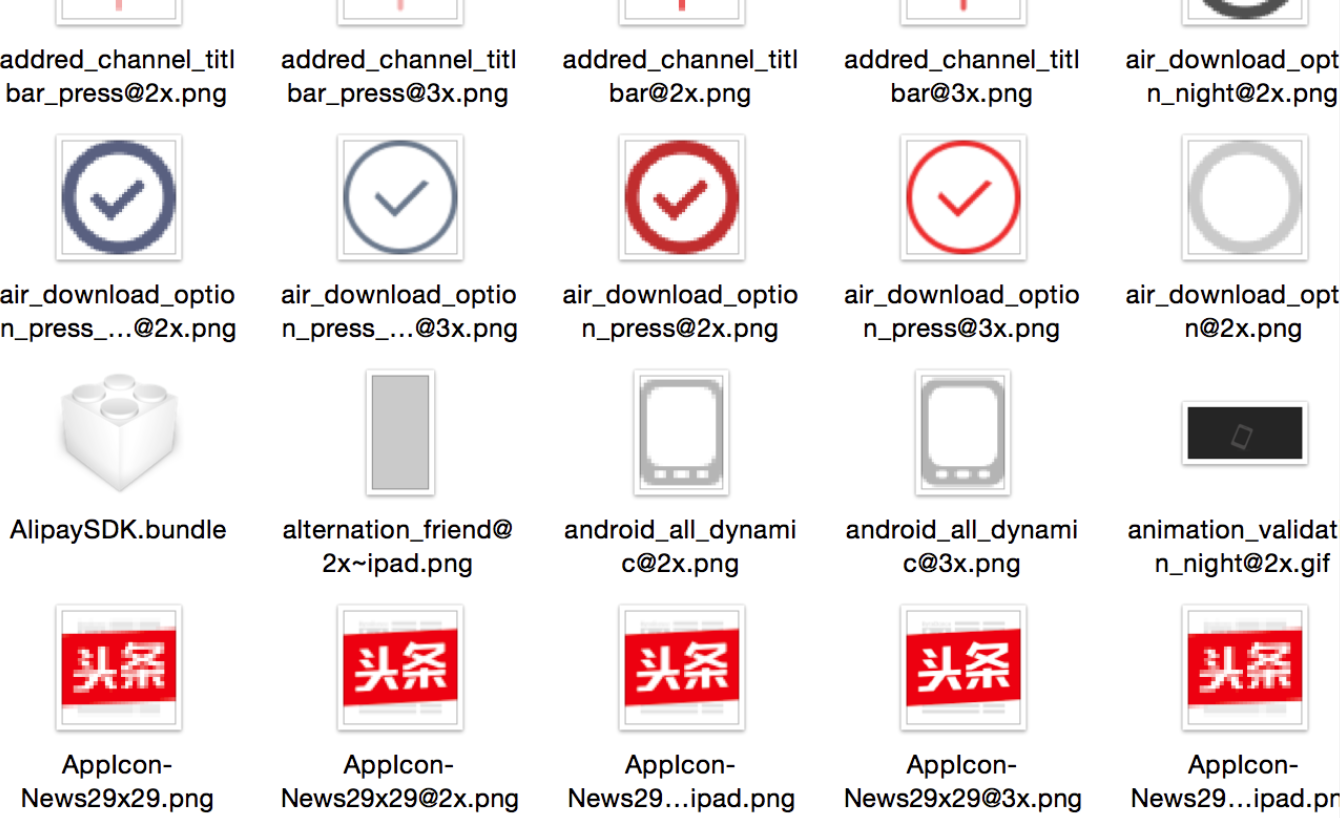 addred_channel_titl
bar_press@2x.png
addred_channel_titl
bar_press@3x.png
addred_channel_titl
bar@2x.png
addred_channel_titl
bar@3x.png
air_download_opt
n_night@2x.png
air_download_optio
n_press_...@2x.png
air_download_optio
n_press_...@3x.png
air_download_optio
n_press@2x.png
air_download_optio
n_press@3x.png
air_download_opt
n@2x.png
AlipaySDK.bundle
alternation_friend@
2x~ipad.png
android_all_dynami
c@2x.png
android_all_dynami
c@3x.png
animation_validat
n_night@2x.gif
头条
AppIcon-
News29x29.png
头条
AppIcon-
News29x29@2x.png
头条
AppIcon-
News29...ipad.png
头条
AppIcon-
News29x29@3x.png
头条
AppIcon-
News29...ipad.pn